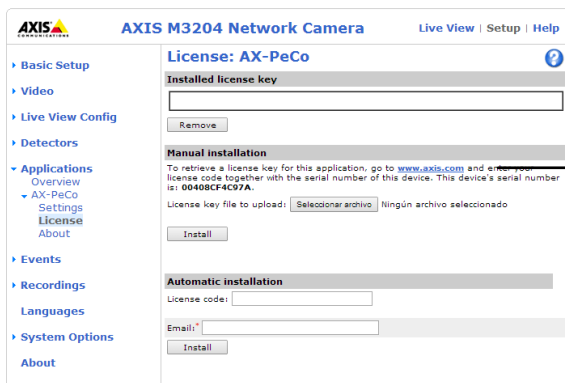 AXIS
COMMUNICATIONS
AXIS M3204 Network Camera
Live View | Setup | Help
Basic Setup
Video
Live View Config
Detectors
Applications
Overview
AX-PeCo
Settings
License
About
Events
Recordings
Languages
System Options
About
License: AX-PeCo
?
Installed license key
Remove
Manual installation
To retrieve a license key for this application, go to www.axis.com and enter your
license code together with the serial number of this device. This device's serial number
is: 00408CF4C97A.
License key file to upload: Seleccionar archivo Ningún archivo seleccionado
Install
Automatic installation
License code:
Email:*
Install